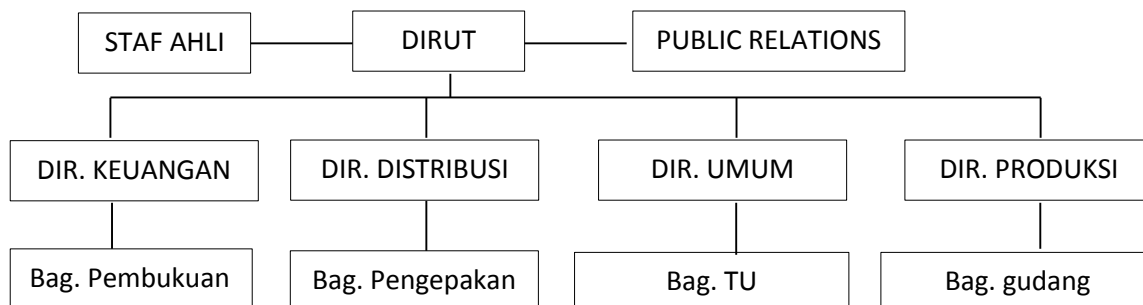 STAF AHLI
DIRUT
PUBLIC RELATIONS
DIR. KEUANGAN
DIR. DISTRIBUSI
DIR. UMUM
DIR. PRODUKSI
Bag. Pembukuan
Bag. Pengepakan
Bag. TU
Bag. gudang